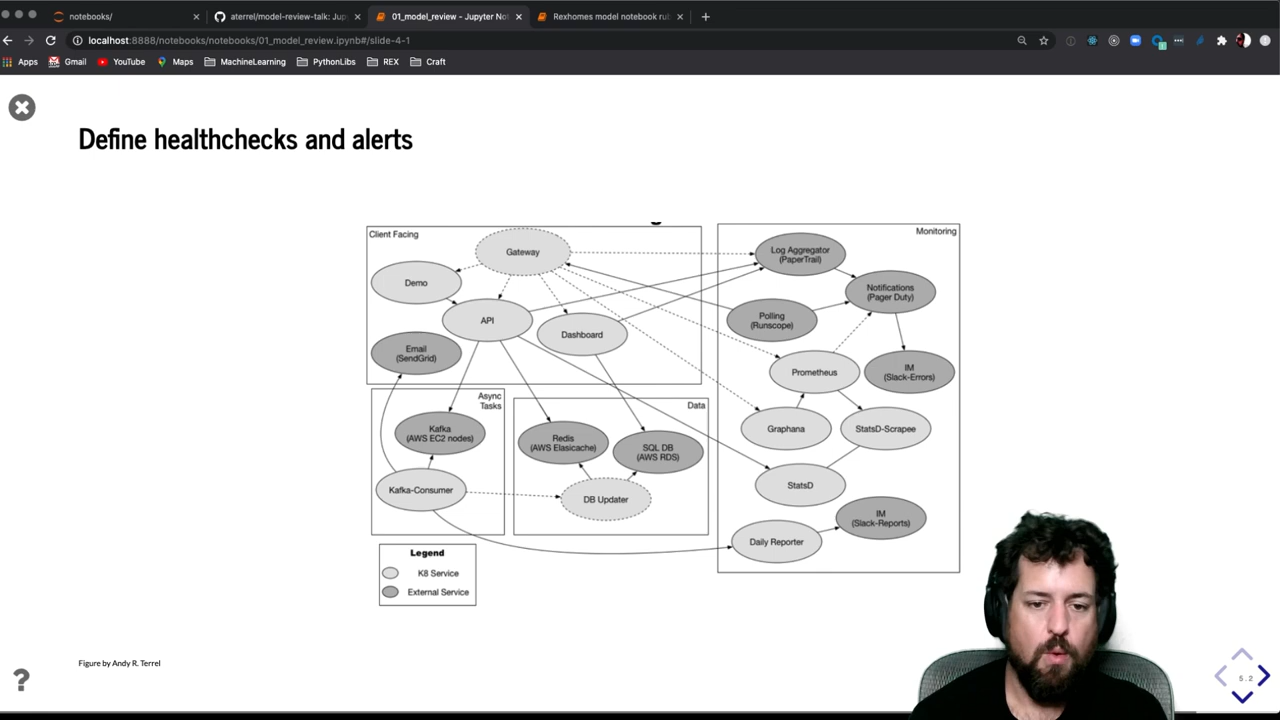 notebooks/
aterrel/model-review-talk: Jup
01_model_review - Jupyter No
Rexhomes model notebook ru
localhost:8888/notebooks/notebooks/01_model_review.ipynb#/slide-4-1
Apps
Gmail
YouTube
Maps
MachineLearning
PythonLibs
REX
Craft
Define healthchecks and alerts
Client Facing
Gateway
Demo
API
Dashboard
Email
(SendGrid)
Async
Tasks
Kafka
(AWS EC2 nodes)
Kafka-Consumer
Data
Redis
(AWS Elasicache)
SQL DB
(AWS RDS)
DB Updater
Monitoring
Log Aggregator
(PaperTrail)
Notifications
(Pager Duty)
Polling
(Runscope)
Prometheus
IM
(Slack-Errors)
Graphana
StatsD-Scrapee
StatsD
IM
(Slack-Reports)
Daily Reporter
Legend
K8 Service
External Service
Figure by Andy R. Terrel
?
5.2